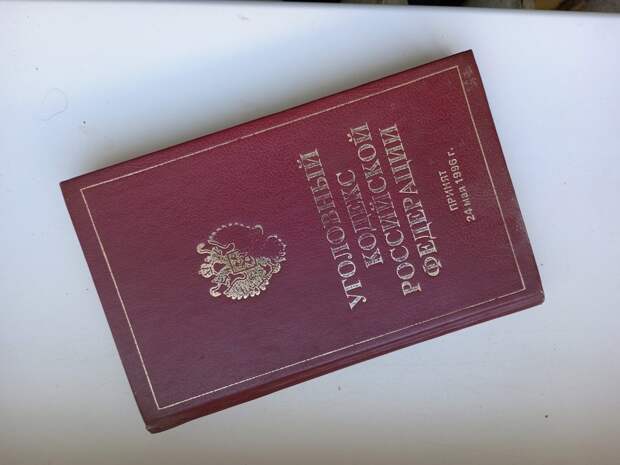 УГОЛОВНЫЙ
КОДЕКС
РОССИЙСКОЙ
ФЕДЕРАЦИИ
ПРИНЯТ
24 МАЯ 1996 г.